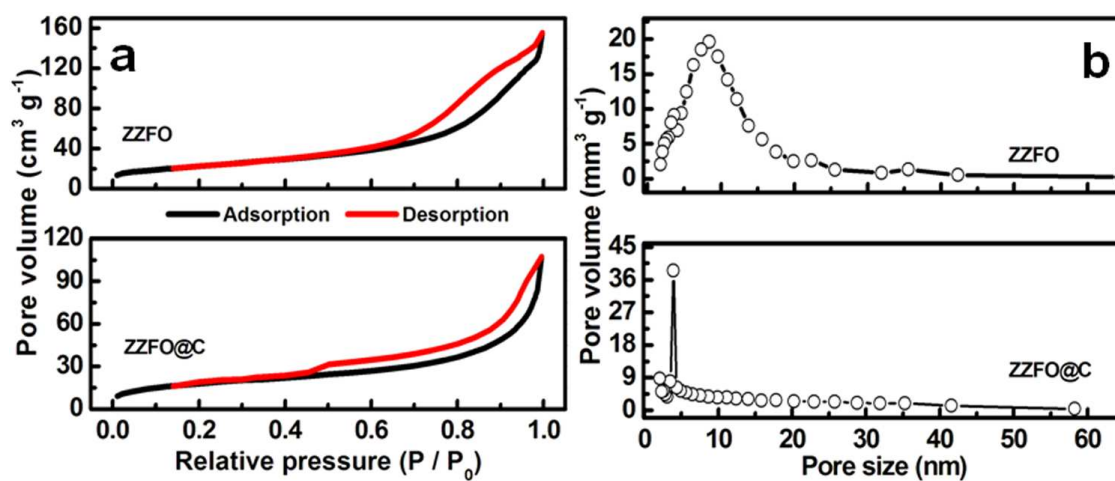 a
160
120
80
40
0
ZZFO
Adsorption Desorption
120
90
60
30
0
ZZFO@C
0.0 0.2 0.4 0.6 0.8 1.0
Relative pressure (P / P₀)
Pore volume (cm³ g⁻¹)
b
20
15
10
5
0
ZZFO
45
36
27
18
9
0
ZZFO@C
0 10 20 30 40 50 60
Pore size (nm)
Pore volume (mm³ g⁻¹)